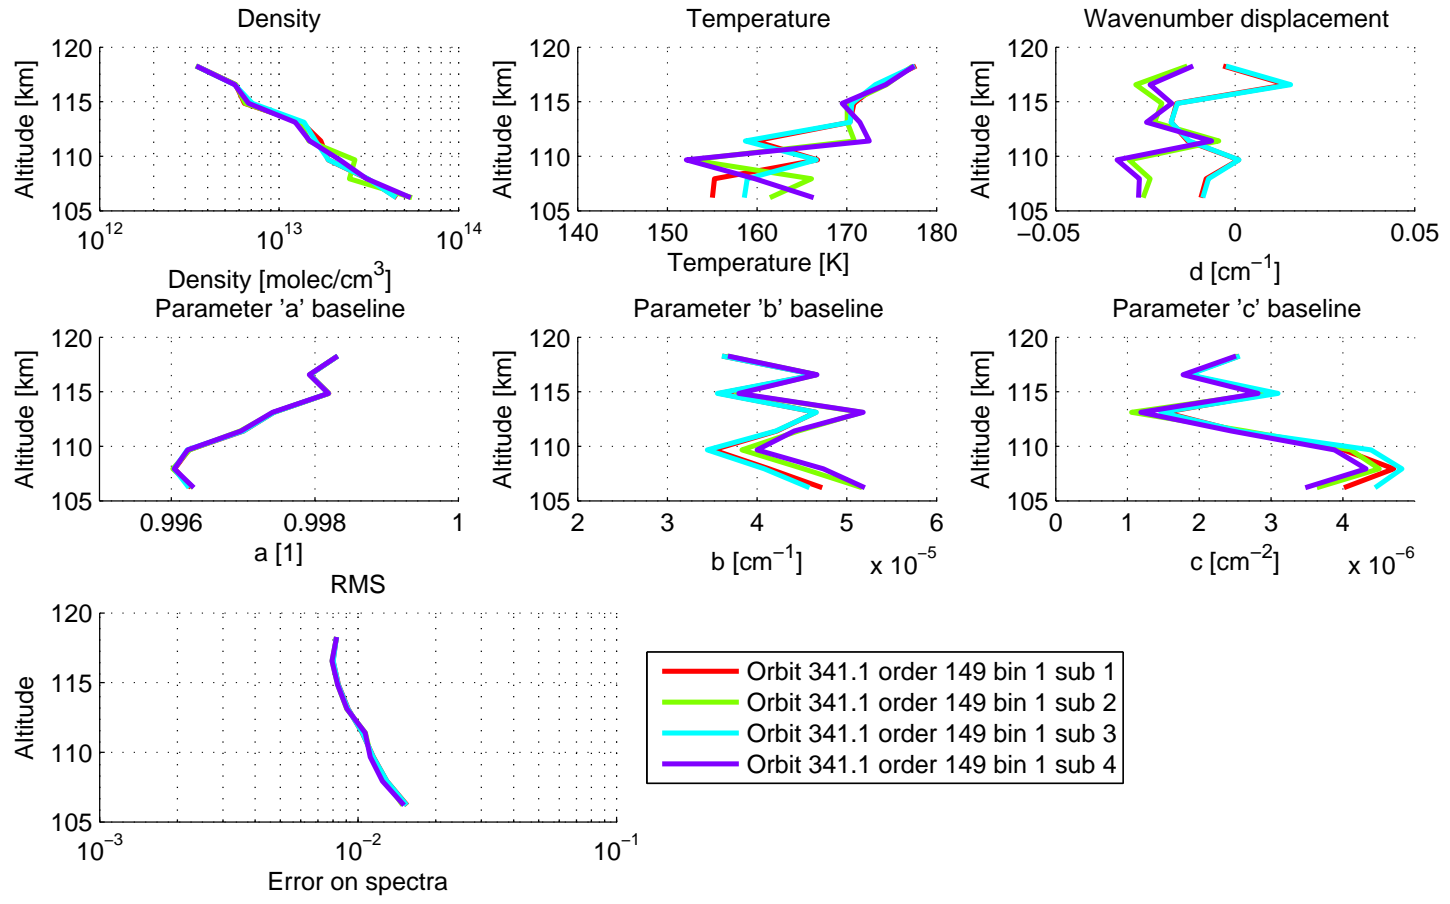 Density
Altitude [km]
120
115
110
105
10^12
10^13
10^14
Density [molec/cm^3]
Temperature
Altitude [km]
120
115
110
105
140
150
160
170
180
Temperature [K]
Wavenumber displacement
Altitude [km]
120
115
110
105
−0.05
0
0.05
d [cm^−1]
Parameter 'a' baseline
Altitude [km]
120
115
110
105
0.996
0.998
1
a [1]
Parameter 'b' baseline
Altitude [km]
120
115
110
105
2
3
4
5
6
b [cm^−1]
x 10^−5
Parameter 'c' baseline
Altitude [km]
120
115
110
105
0
1
2
3
4
c [cm^−2]
x 10^−6
RMS
Altitude
120
115
110
105
10^−3
10^−2
10^−1
Error on spectra
Orbit 341.1 order 149 bin 1 sub 1
Orbit 341.1 order 149 bin 1 sub 2
Orbit 341.1 order 149 bin 1 sub 3
Orbit 341.1 order 149 bin 1 sub 4